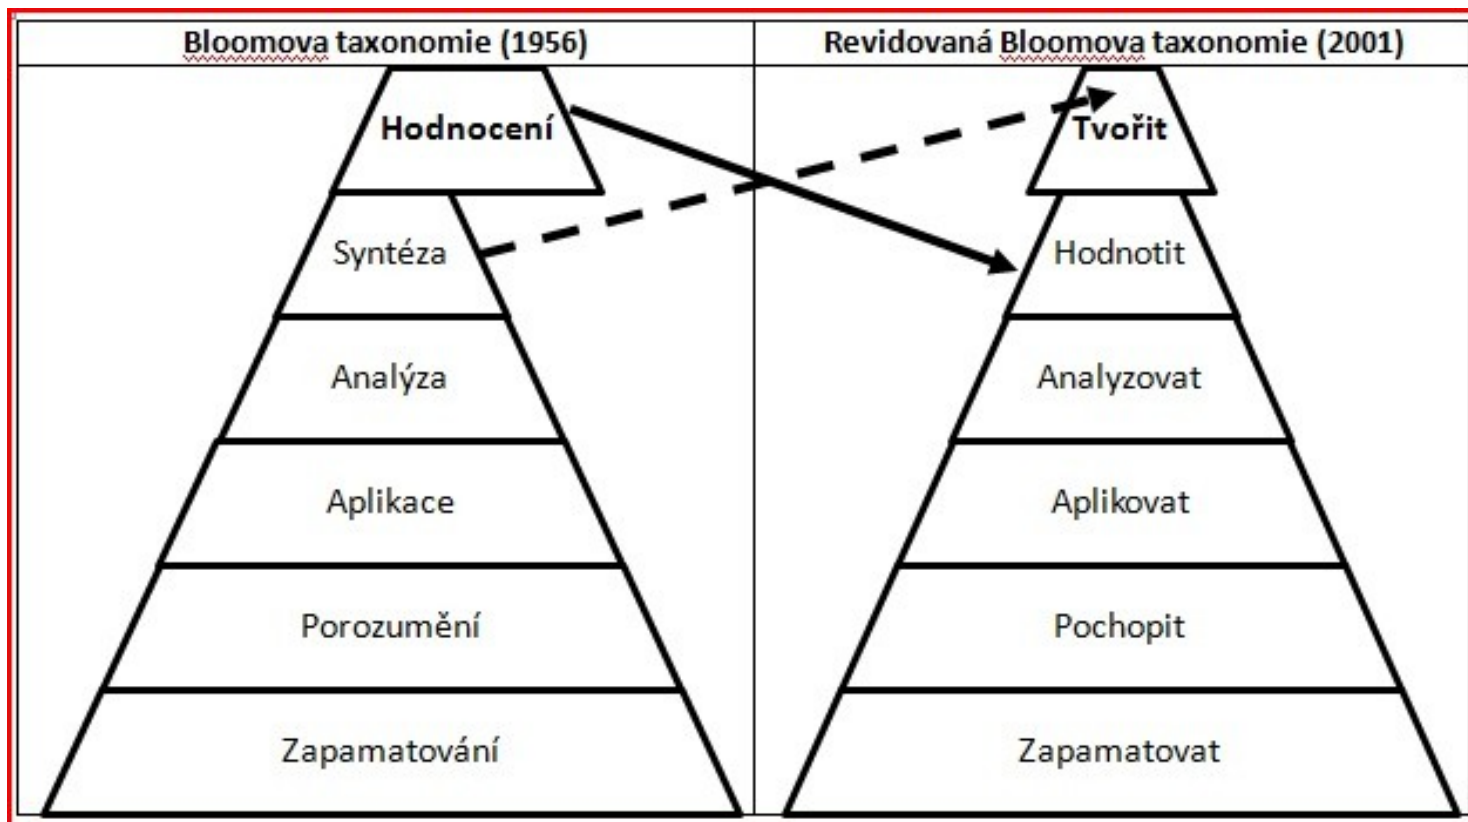 Bloomova taxonomie (1956)
Revidovaná Bloomova taxonomie (2001)
Hodnocení
Syntéza
Analýza
Aplikace
Porozumění
Zapamatování
Tvořit
Hodnotit
Analyzovat
Aplikovat
Pochopit
Zapamatovat